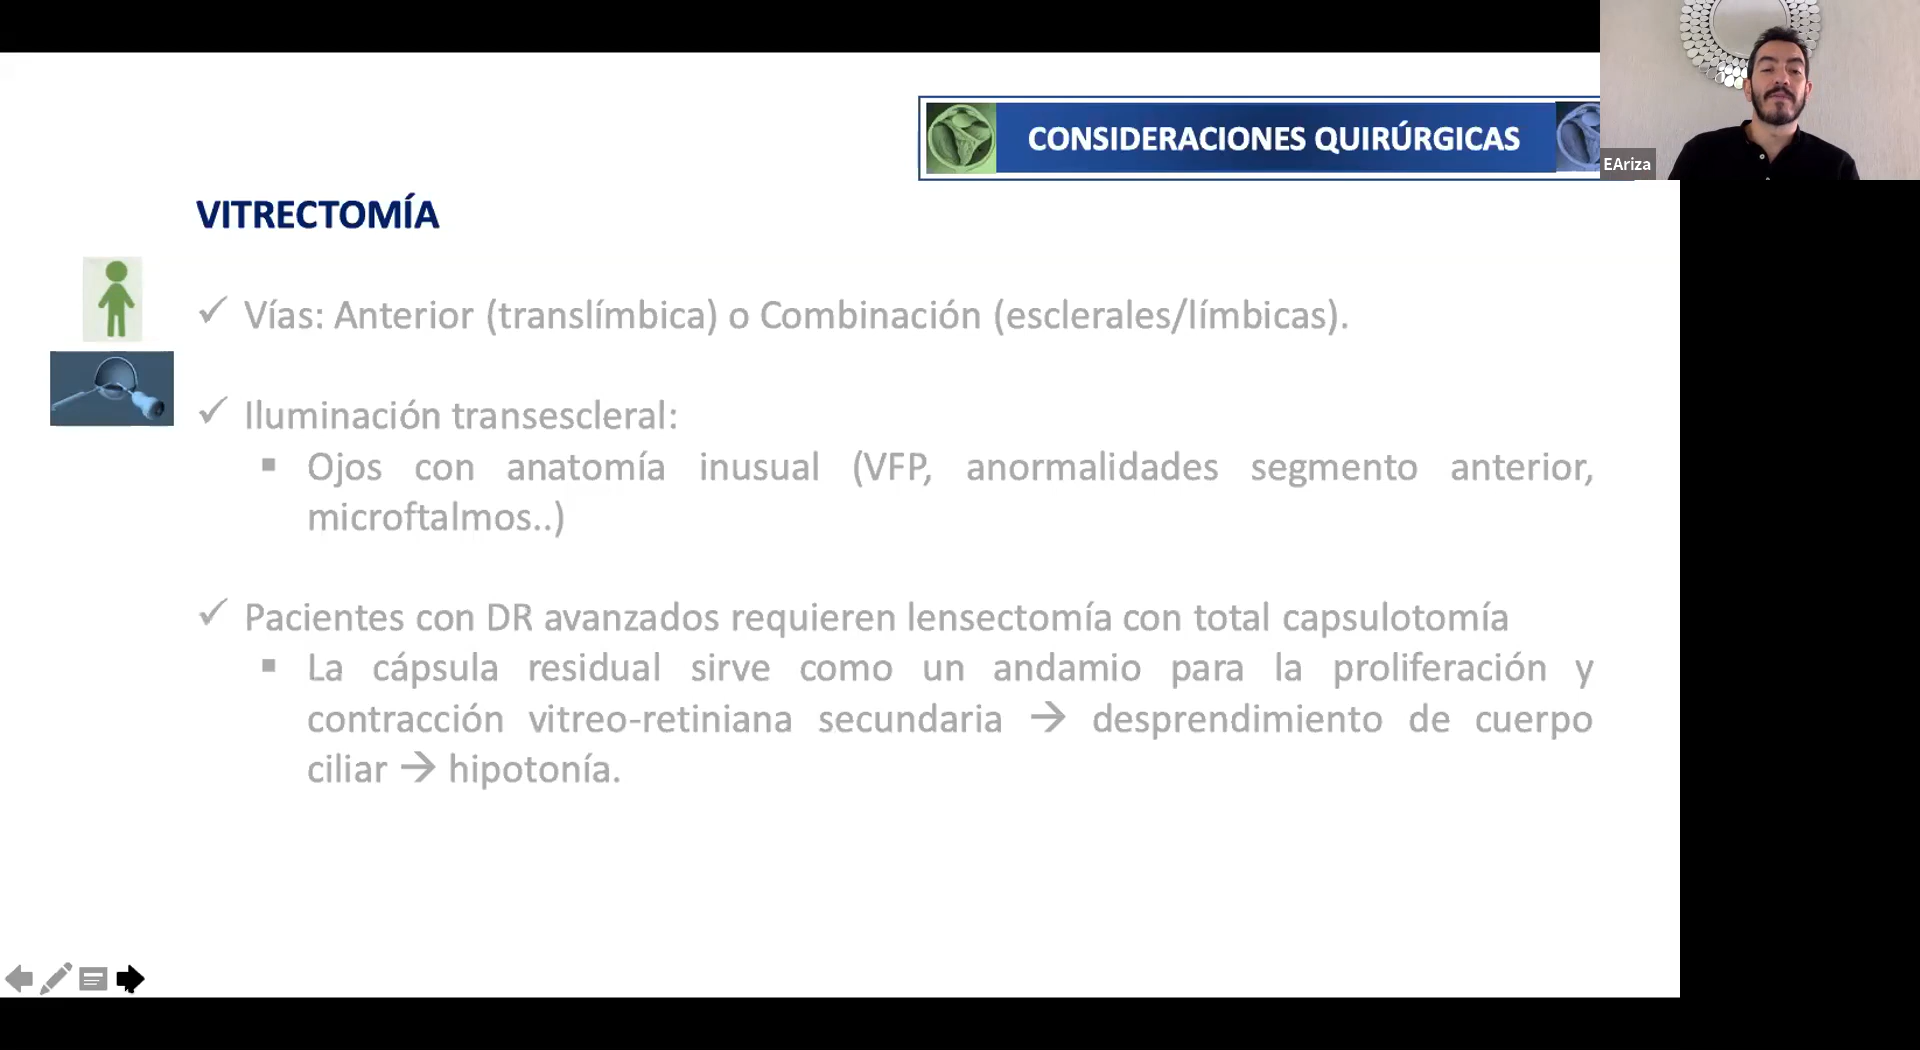 CONSIDERACIONES QUIRÚRGICAS
EAriza
VITRECTOMÍA
✓ Vías: Anterior (translímbica) o Combinación (esclerales/límbicas).
✓ Iluminación transescleral:
▪ Ojos con anatomía inusual (VFP, anormalidades segmento anterior,
microftalmos..)
✓ Pacientes con DR avanzados requieren lensectomía con total capsulotomía
▪ La cápsula residual sirve como un andamio para la proliferación y
contracción vitreo-retiniana secundaria → desprendimiento de cuerpo
ciliar → hipotonía.